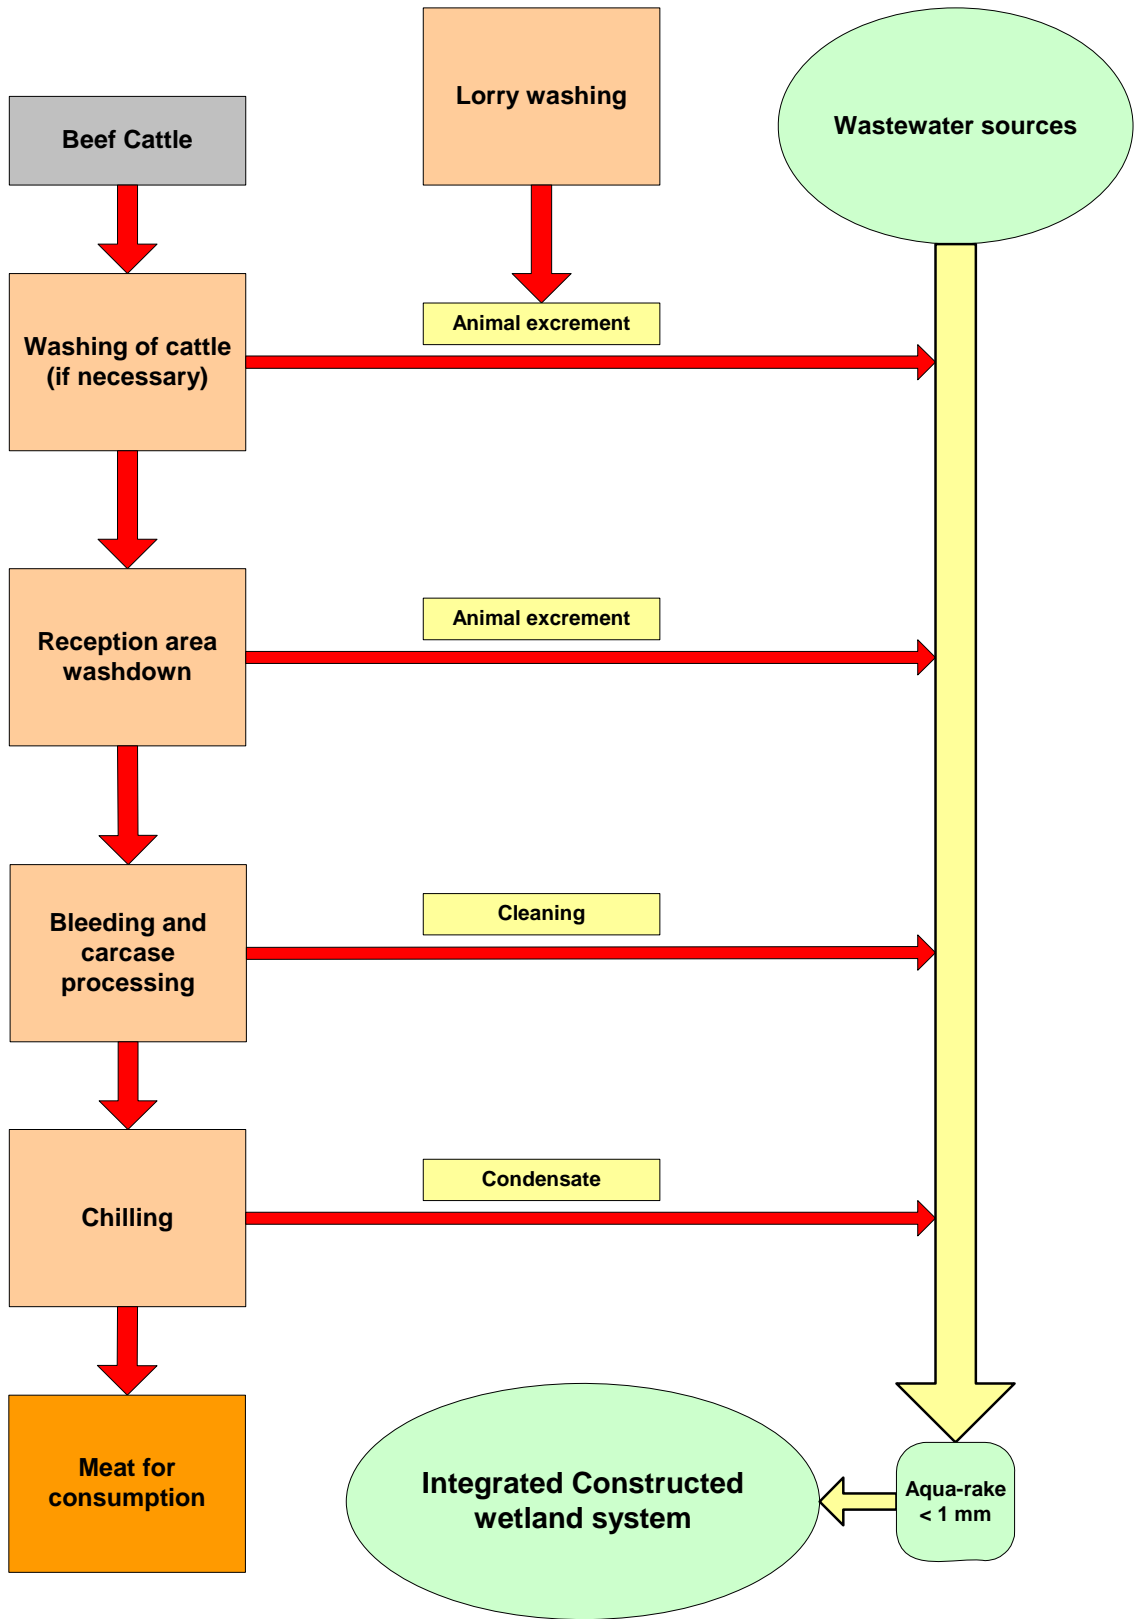 Beef Cattle
Lorry washing
Wastewater sources
Animal excrement
Washing of cattle
(if necessary)
Animal excrement
Reception area
washdown
Cleaning
Bleeding and
carcase
processing
Condensate
Chilling
Meat for
consumption
Integrated Constructed
wetland system
Aqua-rake
< 1 mm